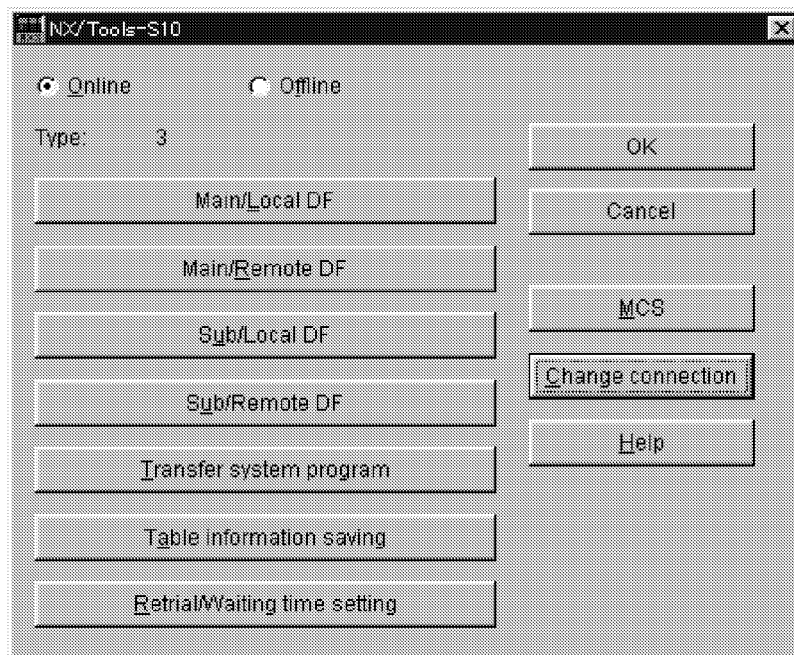 NX/Tools-S10
Online Offline
Type: 3
Main/Local DF
Main/Remote DF
Sub/Local DF
Sub/Remote DF
Transfer system program
Table information saving
Retrial/Waiting time setting
OK
Cancel
MCS
Change connection
Help